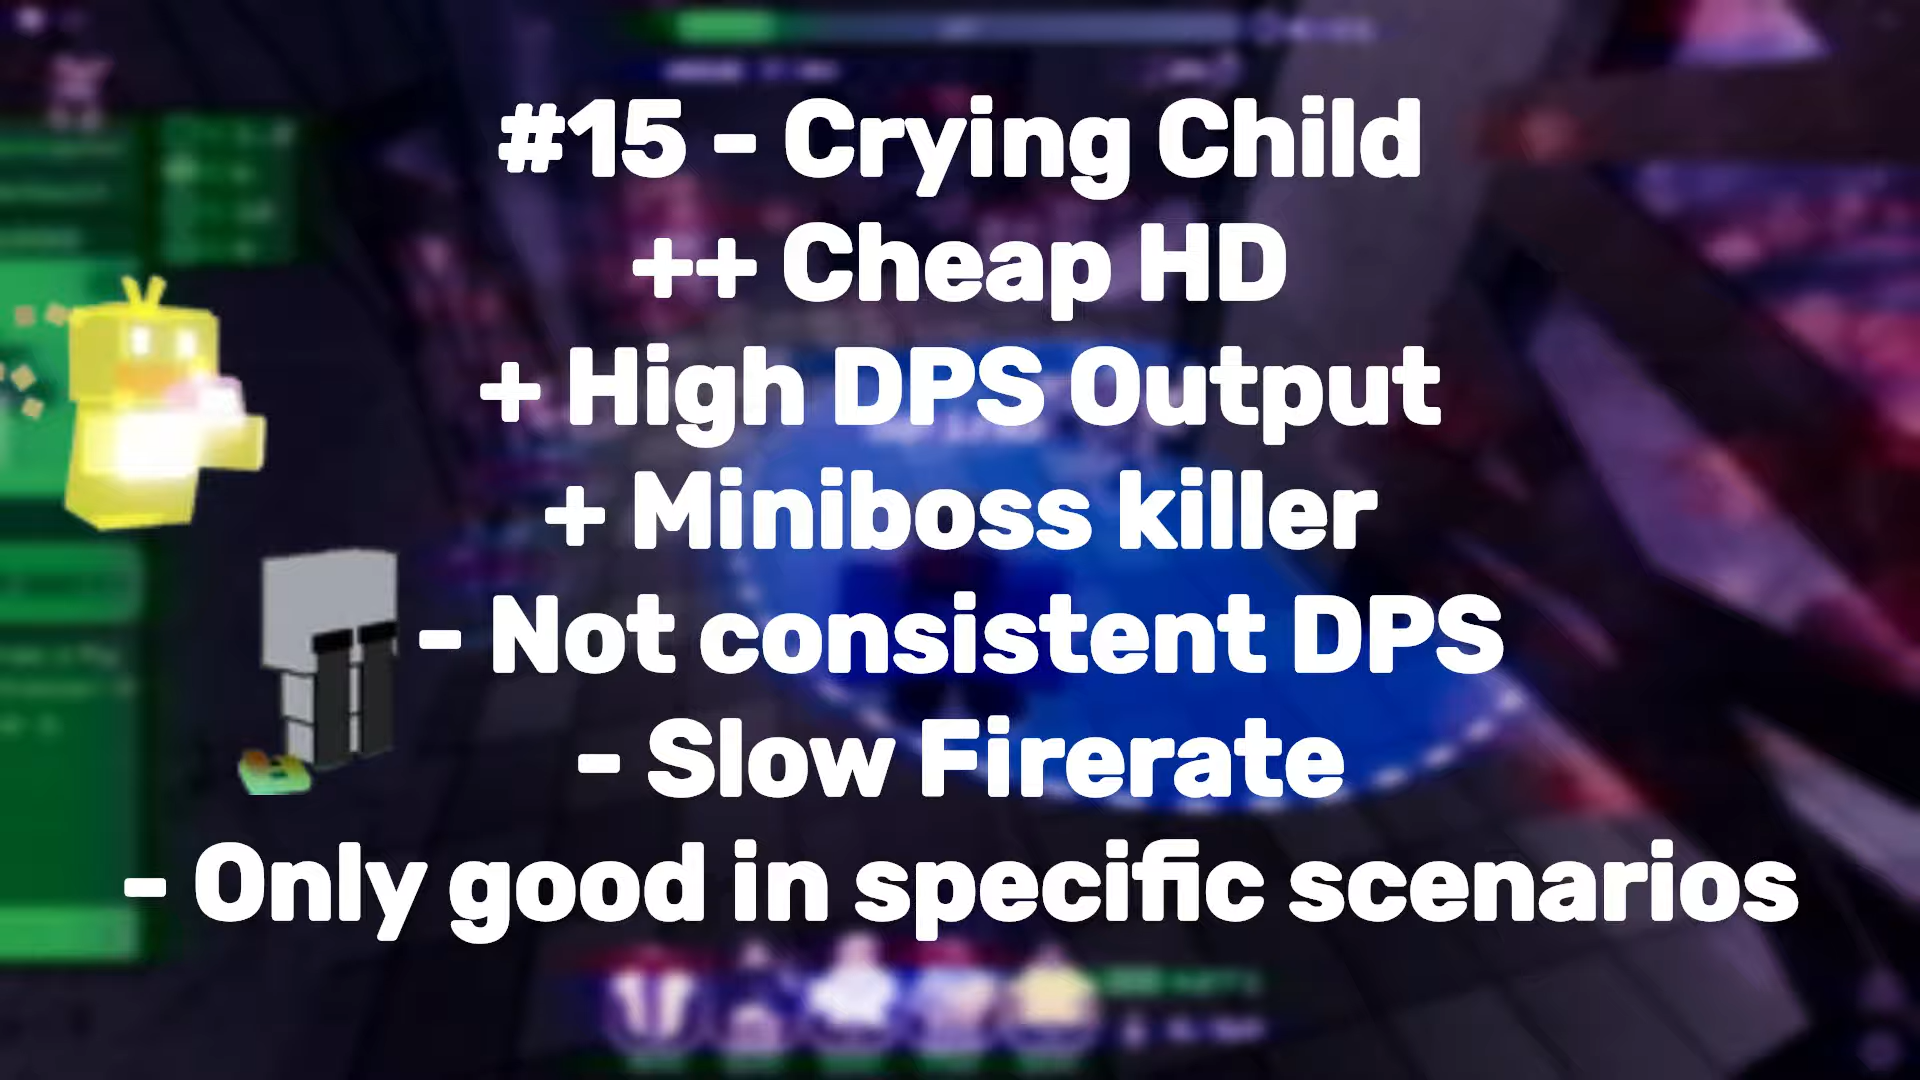 #15 - Crying Child
++ Cheap HD
+ High DPS Output
+ Miniboss killer
- Not consistent DPS
- Slow Firerate
- Only good in specific scenarios